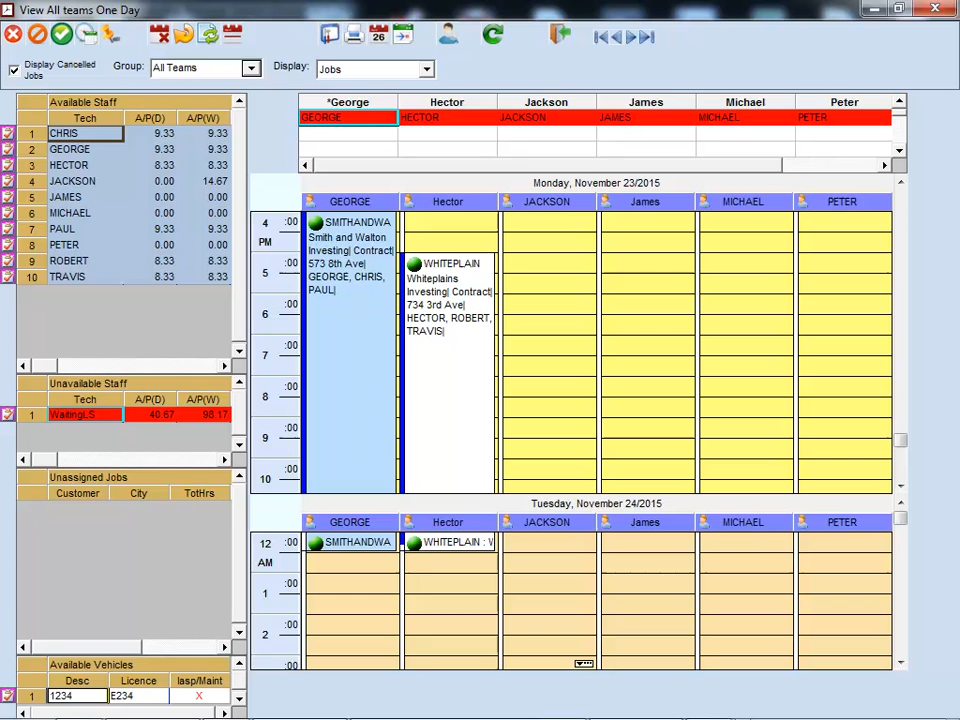 View All teams One Day
26
Display Cancelled
Jobs
Group: All Teams
Display: Jobs
Available Staff
Tech A/P(D) A/P(W)
1 CHRIS 9.33 9.33
2 GEORGE 9.33 9.33
3 HECTOR 8.33 8.33
4 JACKSON 0.00 14.67
5 JAMES 0.00 0.00
6 MICHAEL 0.00 0.00
7 PAUL 9.33 9.33
8 PETER 0.00 0.00
9 ROBERT 8.33 8.33
10 TRAVIS 8.33 8.33
Unavailable Staff
Tech A/P(D) A/P(W)
1 WaitingLS 40.67 98.17
Unassigned Jobs
Customer City TotHrs
Available Vehicles
Desc Licence Iasp/Maint
1 1234 E234 X
*George Hector Jackson James Michael Peter
GEORGE HECTOR JACKSON JAMES MICHAEL PETER
Monday, November 23/2015
GEORGE Hector JACKSON James MICHAEL PETER
4 :00
PM
5 :00
6 :00
7 :00
8 :00
9 :00
10 :00
SMITHANDWA
Smith and Walton
Investing| Contract|
573 8th Ave|
GEORGE, CHRIS,
PAUL|
WHITEPLAIN
Whiteplains
Investing| Contract|
734 3rd Ave|
HECTOR, ROBERT,
TRAVIS|
Tuesday, November 24/2015
GEORGE Hector JACKSON James MICHAEL PETER
12 :00
AM
1 :00
2 :00
:00
SMITHANDWA
WHITEPLAIN : W